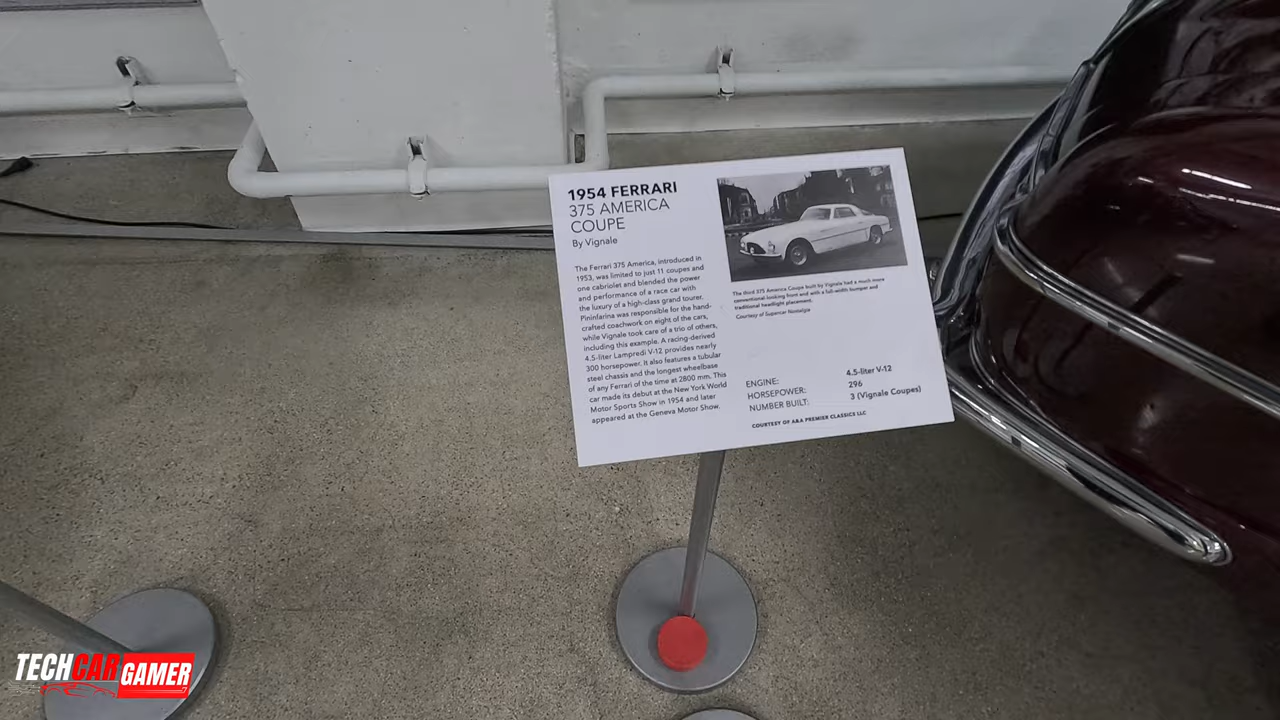 1954 FERRARI
375 AMERICA
COUPE
By Vignale
The Ferrari 375 America, introduced in
1953, was limited to just 11 coupes and
one cabriolet and blended the power
and performance of a race car with
the luxury of a high-class grand tourer.
Pininfarina was responsible for the hand-
crafted coachwork on eight of the cars,
while Vignale took care of a trio of others,
including this example. A racing-derived
4.5-liter Lampredi V-12 provides nearly
300 horsepower. It also features a tubular
steel chassis and the longest wheelbase
of any Ferrari of the time at 2800 mm. This
car made its debut at the New York World
Motor Sports Show in 1954 and later
appeared at the Geneva Motor Show.
The third 375 America Coupe built by Vignale had a much more
conventional-looking front end with a full-width bumper and
traditional headlight placement.
Courtesy of Supercar Nostalgia
ENGINE: 4.5-liter V-12
HORSEPOWER: 296
NUMBER BUILT: 3 (Vignale Coupes)
COURTESY OF A&A PREMIER CLASSICS LLC
TECHCARGAMER